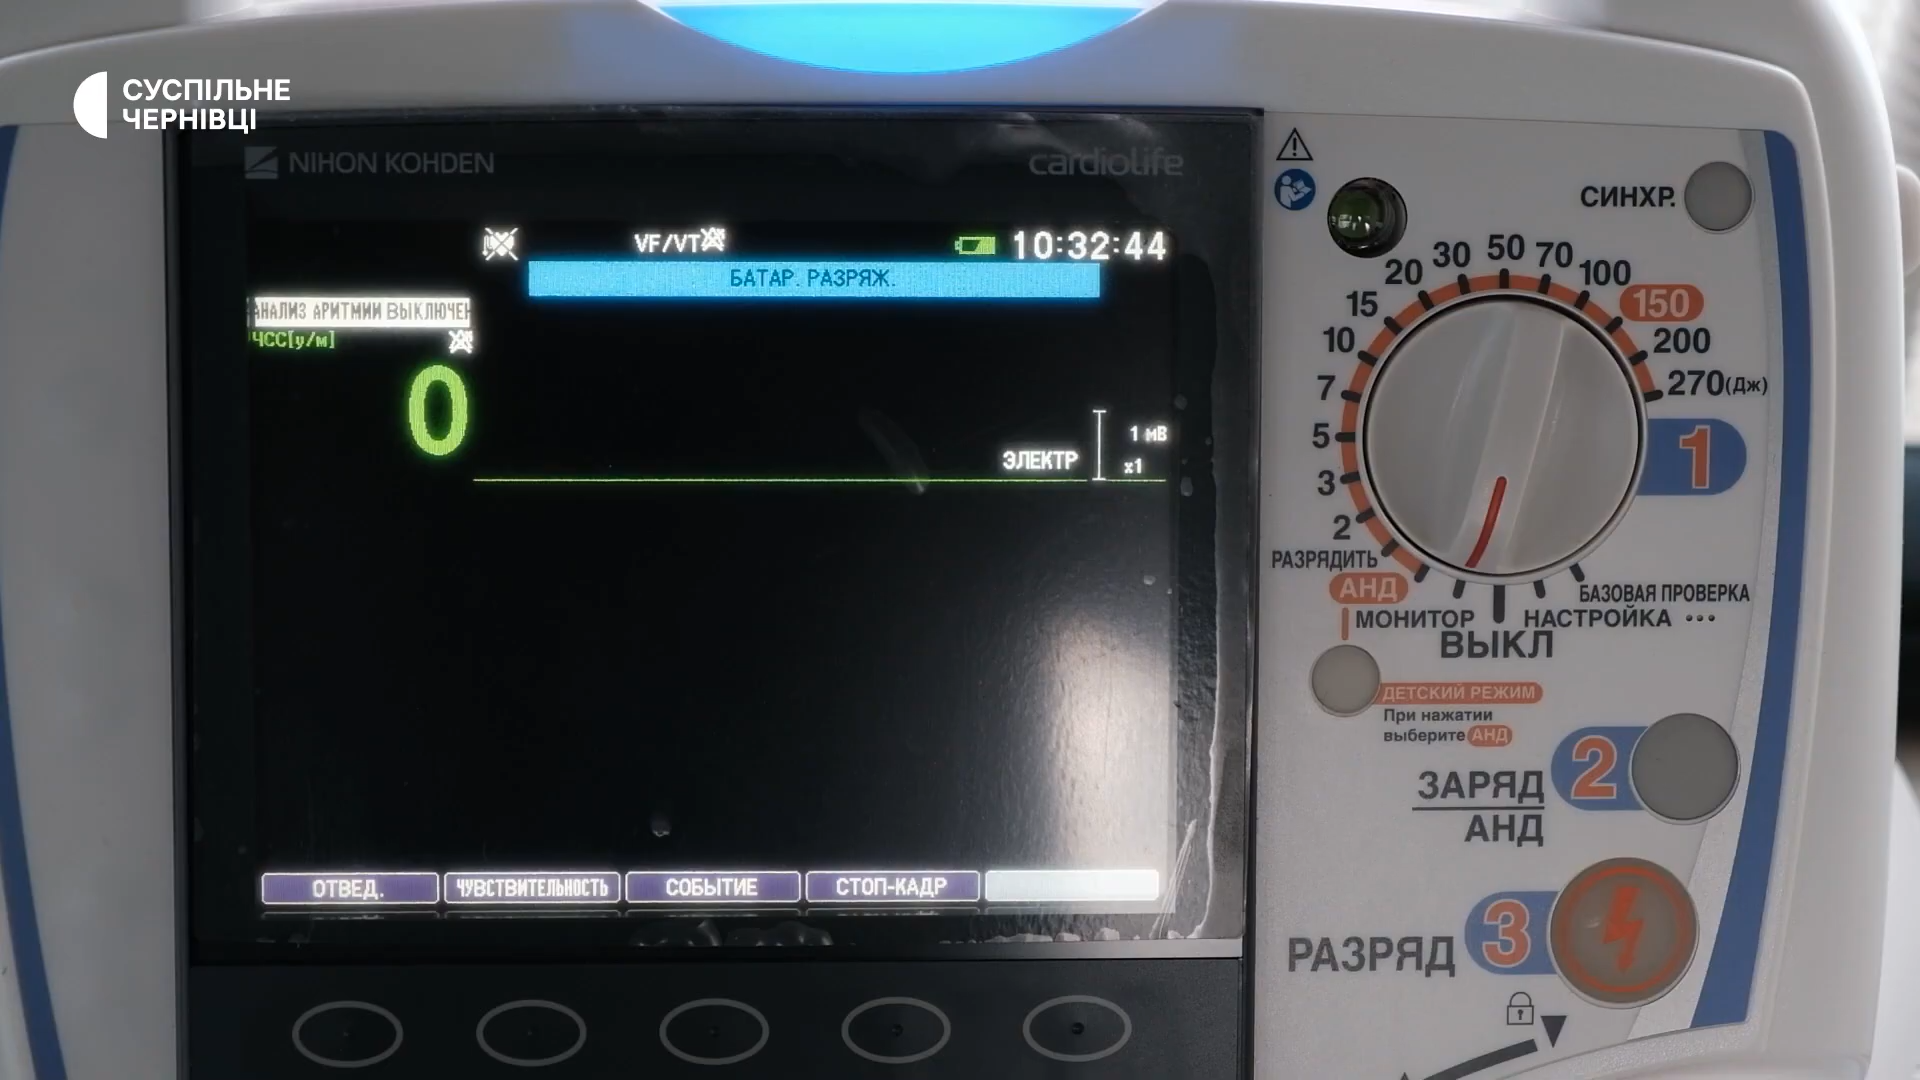 СУСПІЛЬНЕ
ЧЕРНІВЦІ
NIHON KOHDEN
cardiolife
VF/VT
10:32:44
БАТАР. РАЗРЯЖ.
АНАЛИЗ АРИТМИИ ВЫКЛЮЧЕН
ЧСС[у/м]
0
1 мВ
ЭЛЕКТР
x1
ОТВЕД.
ЧУВСТВИТЕЛЬНОСТЬ
СОБЫТИЕ
СТОП-КАДР
СИНХР.
2
3
5
7
10
15
20
30
50
70
100
150
200
270(Дж)
1
РАЗРЯДИТЬ
АНД
МОНИТОР
ВЫКЛ
НАСТРОЙКА ...
БАЗОВАЯ ПРОВЕРКА
ДЕТСКИЙ РЕЖИМ
При нажатии
выберите АНД
ЗАРЯД
АНД
2
РАЗРЯД
3